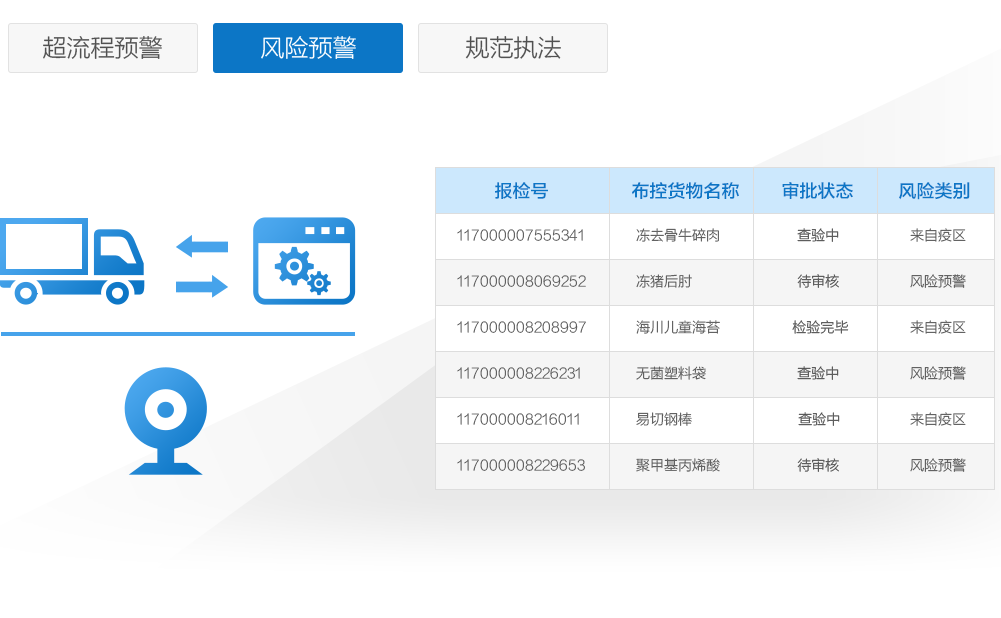 超流程预警 风险预警 规范执法
报检号 布控货物名称 审批状态 风险类别
117000007555341 冻去骨牛碎肉 查验中 来自疫区
117000008069252 冻猪后肘 待审核 风险预警
117000008208997 海川儿童海苔 检验完毕 来自疫区
117000008226231 无菌塑料袋 查验中 风险预警
117000008216011 易切钢棒 查验中 来自疫区
117000008229653 聚甲基丙烯酸 待审核 风险预警